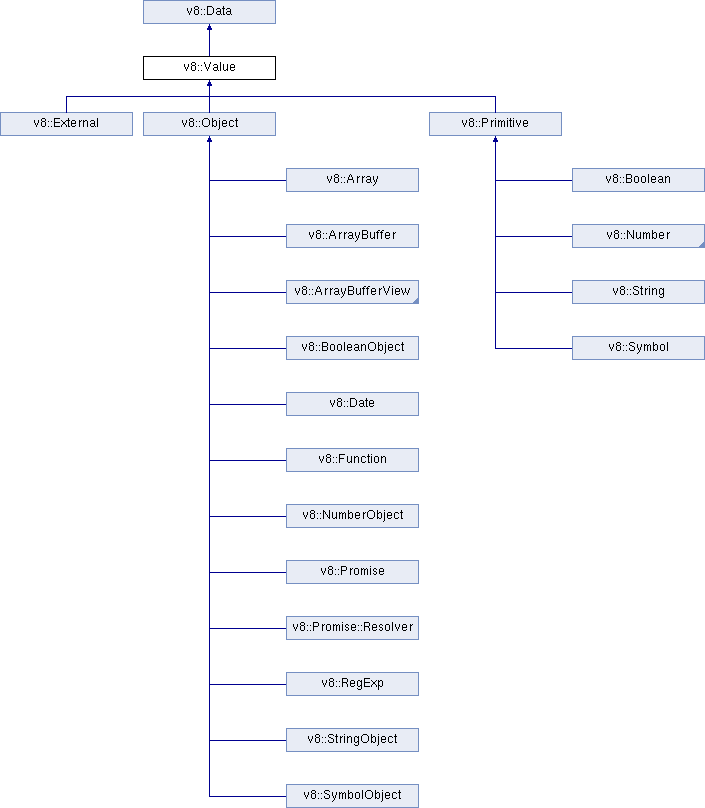 v8::Data
v8::Value
v8::External
v8::Object
v8::Primitive
v8::Array
v8::Boolean
v8::ArrayBuffer
v8::Number
v8::ArrayBufferView
v8::String
v8::BooleanObject
v8::Symbol
v8::Date
v8::Function
v8::NumberObject
v8::Promise
v8::Promise::Resolver
v8::RegExp
v8::StringObject
v8::SymbolObject